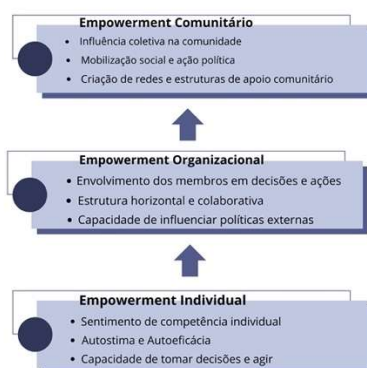 Empowerment Comunitário
• Influência coletiva na comunidade
• Mobilização social e ação política
• Criação de redes e estruturas de apoio comunitário
Empowerment Organizacional
• Envolvimento dos membros em decisões e ações
• Estrutura horizontal e colaborativa
• Capacidade de influenciar políticas externas
Empowerment Individual
• Sentimento de competência individual
• Autostima e Autoeficácia
• Capacidade de tomar decisões e agir